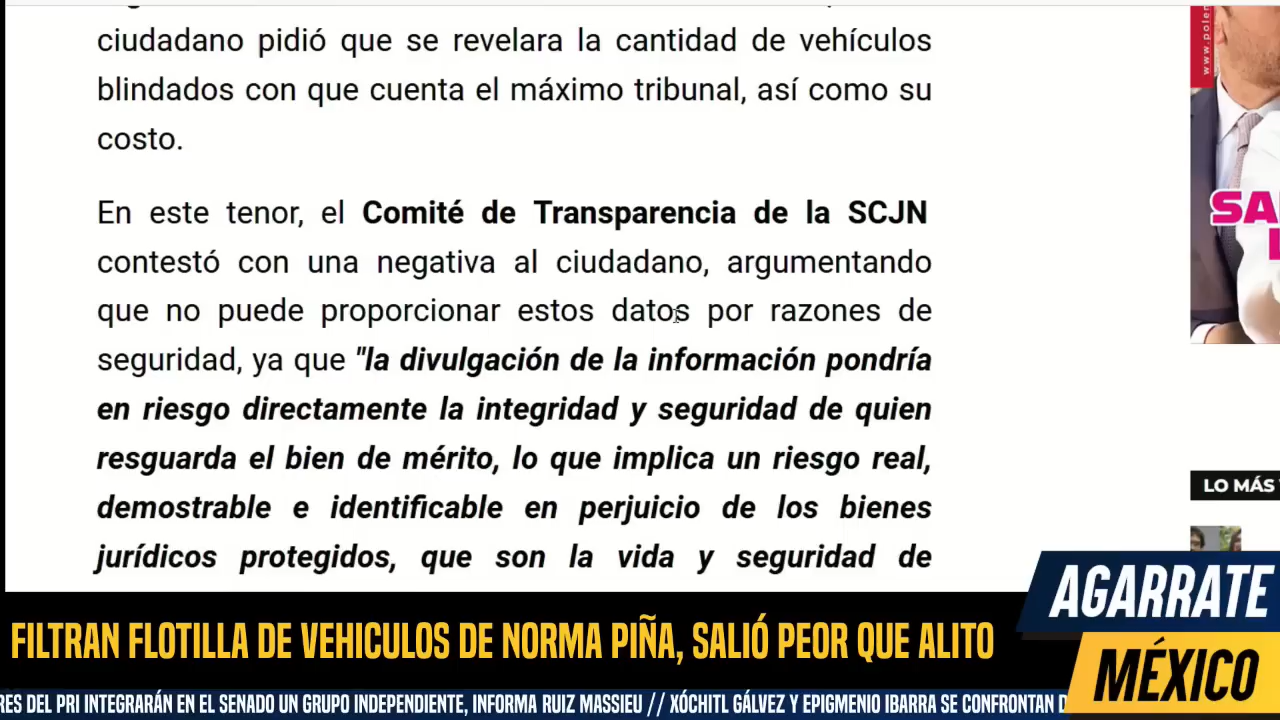 ciudadano pidió que se revelara la cantidad de vehículos
blindados con que cuenta el máximo tribunal, así como su
costo.
En este tenor, el Comité de Transparencia de la SCJN
contestó con una negativa al ciudadano, argumentando
que no puede proporcionar estos datos por razones de
seguridad, ya que "la divulgación de la información pondría
en riesgo directamente la integridad y seguridad de quien
resguarda el bien de mérito, lo que implica un riesgo real,
demostrable e identificable en perjuicio de los bienes
jurídicos protegidos, que son la vida y seguridad de
www.polem
SA
LO MÁS
AGARRATE
MÉXICO
FILTRAN FLOTILLA DE VEHICULOS DE NORMA PIÑA, SALIÓ PEOR QUE ALITO
RES DEL PRI INTEGRARÁN EN EL SENADO UN GRUPO INDEPENDIENTE, INFORMA RUIZ MASSIEU // XÓCHITL GÁLVEZ Y EPIGMENIO IBARRA SE CONFRONTAN D